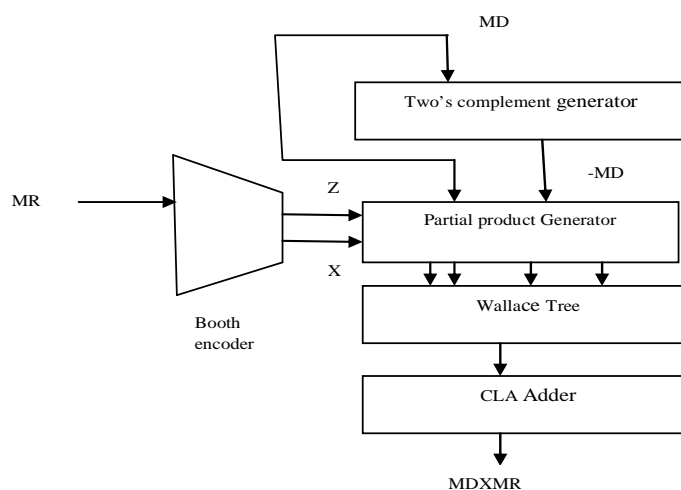 MD
Two's complement generator
-MD
MR
Z
Partial product Generator
X
Booth
encoder
Wallace Tree
CLA Adder
MDXMR